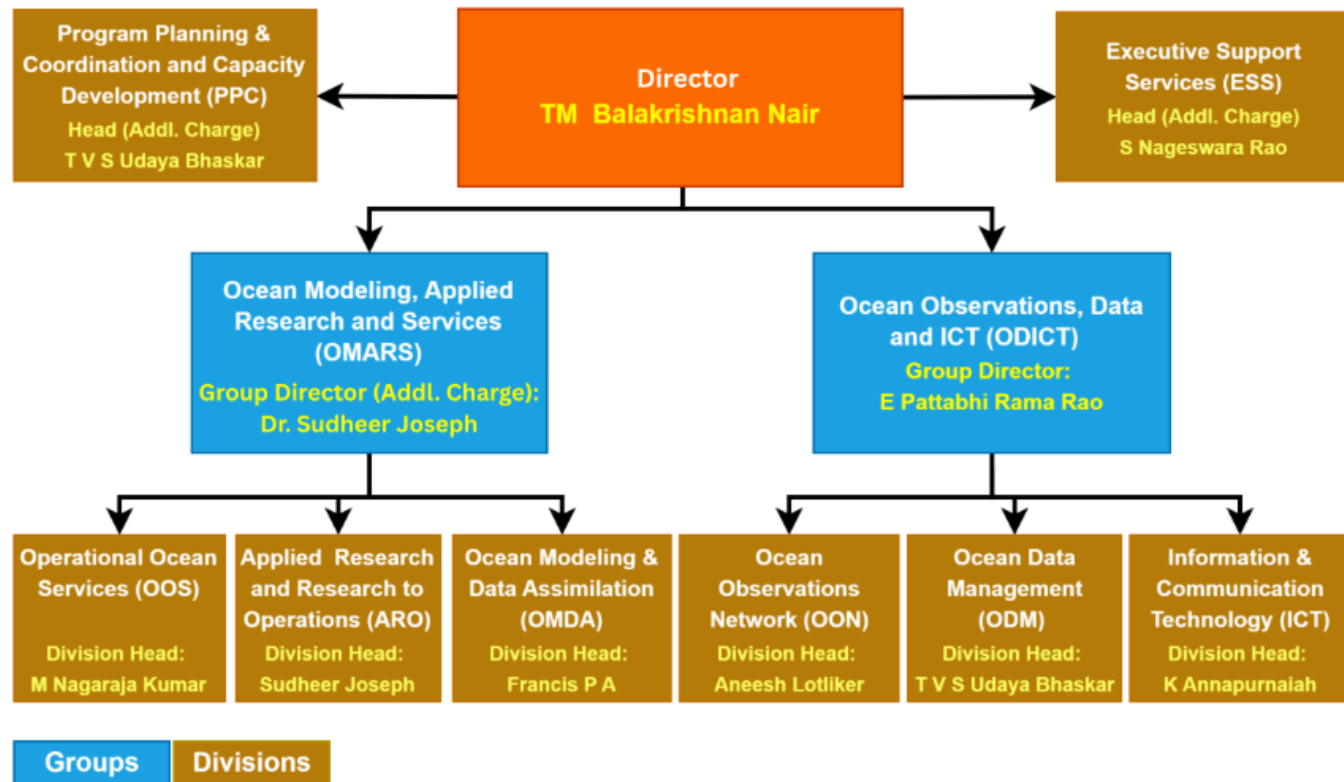 Program Planning &
Coordination and Capacity
Development (PPC)
Head (Addl. Charge)
T V S Udaya Bhaskar
Director
TM Balakrishnan Nair
Executive Support
Services (ESS)
Head (Addl. Charge)
S Nageswara Rao
Ocean Modeling, Applied
Research and Services
(OMARS)
Group Director (Addl. Charge):
Dr. Sudheer Joseph
Ocean Observations, Data
and ICT (ODICT)
Group Director:
E Pattabhi Rama Rao
Operational Ocean
Services (OOS)
Division Head:
M Nagaraja Kumar
Applied Research
and Research to
Operations (ARO)
Division Head:
Sudheer Joseph
Ocean Modeling &
Data Assimilation
(OMDA)
Division Head:
Francis P A
Ocean
Observations
Network (OON)
Division Head:
Aneesh Lotliker
Ocean Data
Management
(ODM)
Division Head:
T V S Udaya Bhaskar
Information &
Communication
Technology (ICT)
Division Head:
K Annapurnaiah
Groups
Divisions